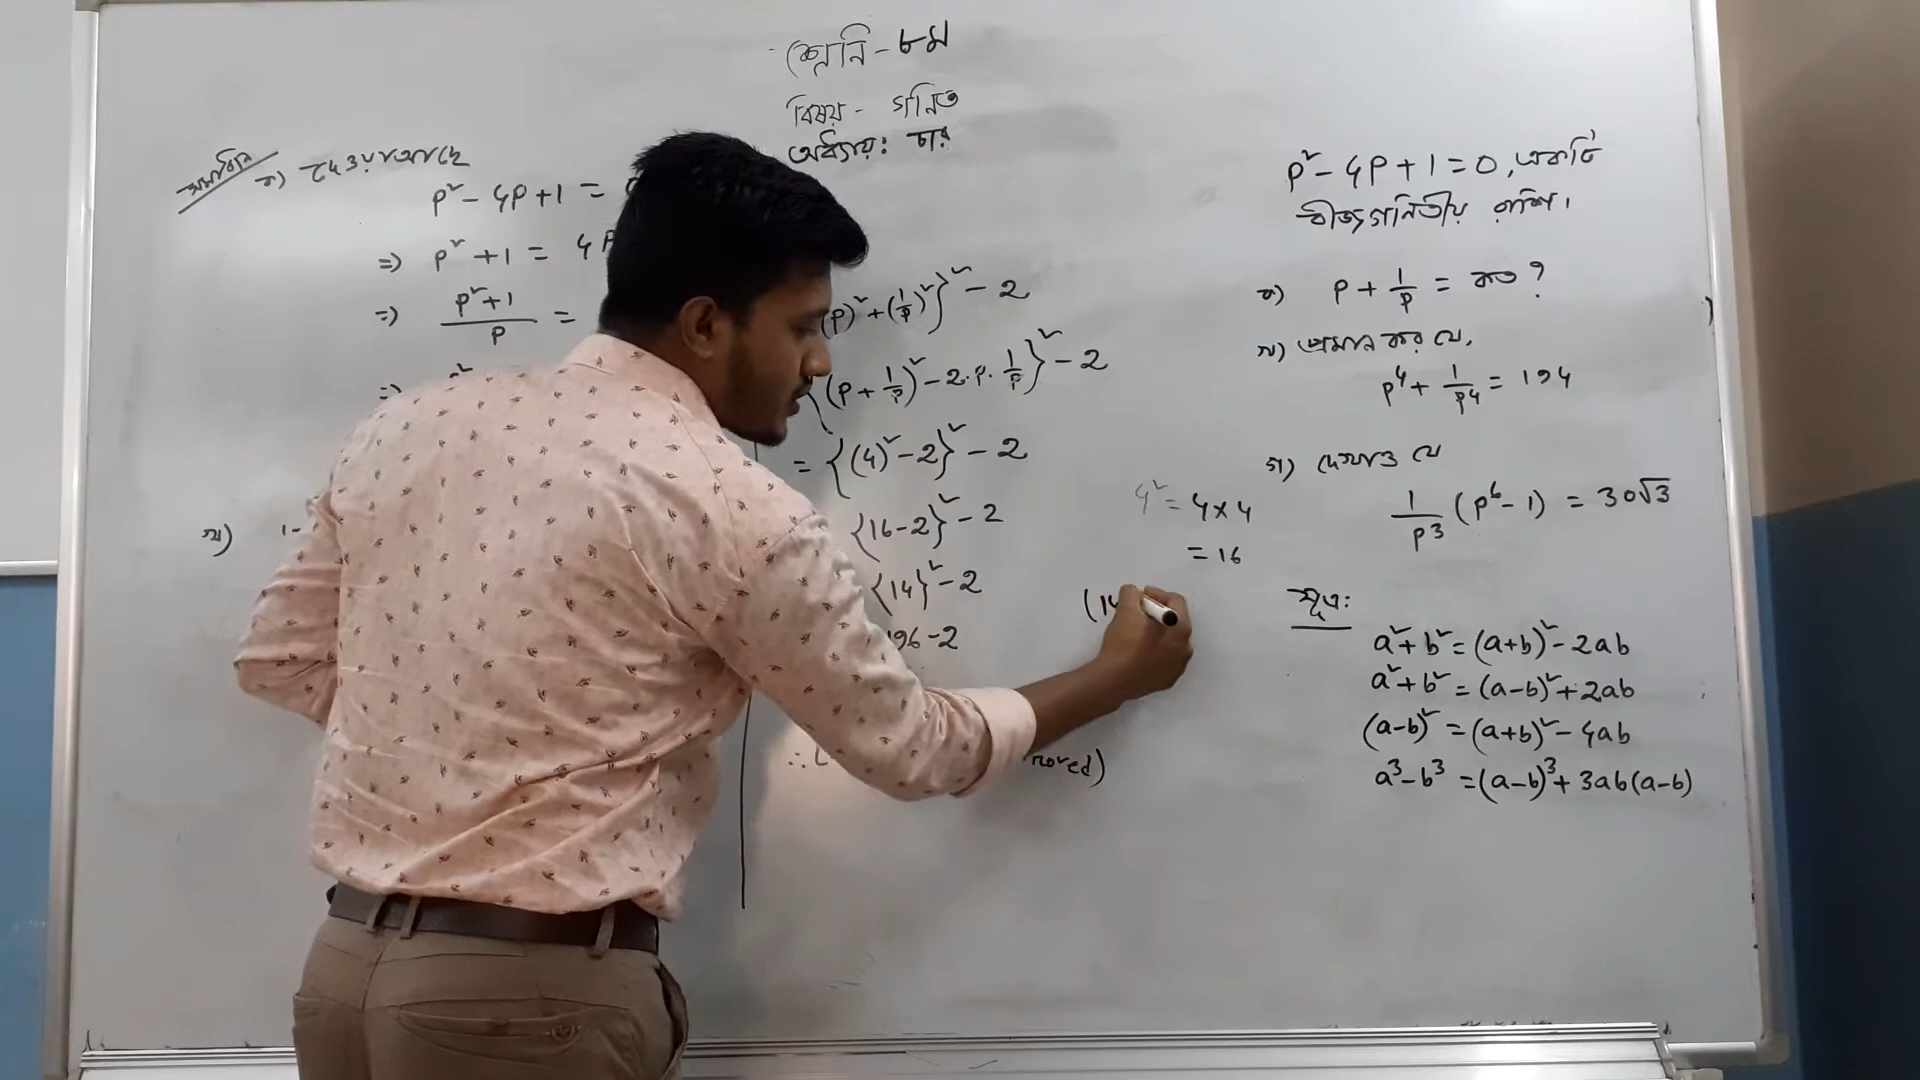 শ্রেনি - ৮ম
বিষয় - গনিত
অধ্যায়: চার
সমাধান
ক) দেওয়া আছে
p² - 4p + 1 =
=> p² + 1 = 4p
=> p²+1 / p =
=>
খ)
(p)² + (1/p)²}² - 2
{(p + 1/p)² - 2.p. 1/p}² - 2
= {(4)² - 2}² - 2
{16 - 2}² - 2
{14}² - 2
196 - 2
∴ roved)
4² = 4 × 4
= 16
(14
p² - 4p + 1 = 0, একটি
বীজগনিতীয় রাশি।
ক) p + 1/p = কত ?
খ) প্রমান কর যে,
p⁴ + 1/p⁴ = 194
গ) দেখাও যে
1/p³ (p⁶ - 1) = 30√3
সূত্র:
a² + b² = (a+b)² - 2ab
a² + b² = (a-b)² + 2ab
(a-b)² = (a+b)² - 4ab
a³ - b³ = (a-b)³ + 3ab(a-b)